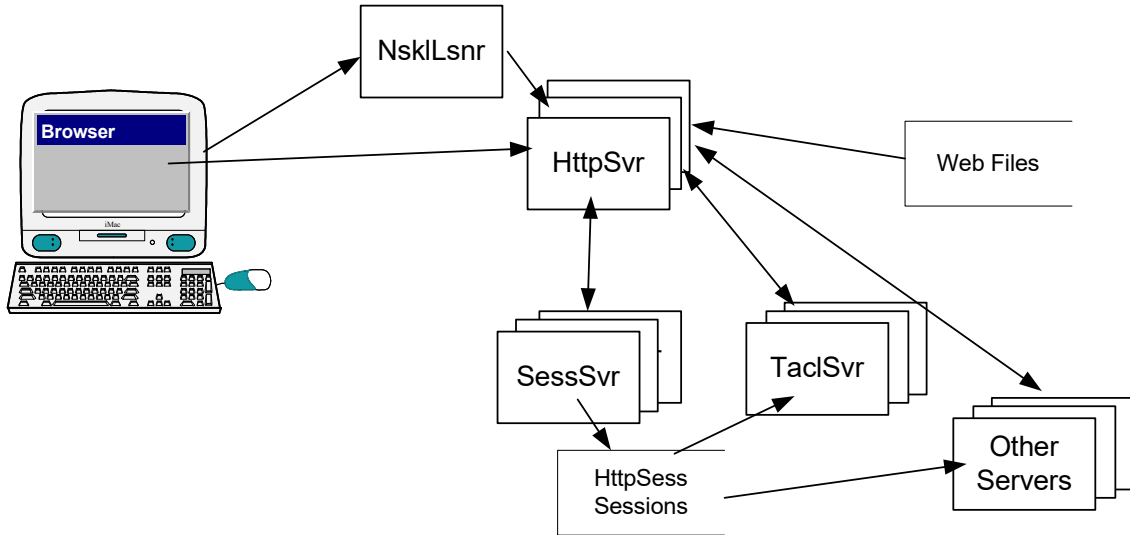 NsklLsnr
Browser
HttpSvr
Web Files
iMac
SessSvr
TaclSvr
Other
Servers
HttpSess
Sessions